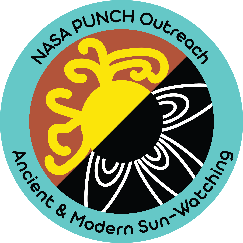 NASA PUNCH Outreach
Ancient & Modern Sun-Watching